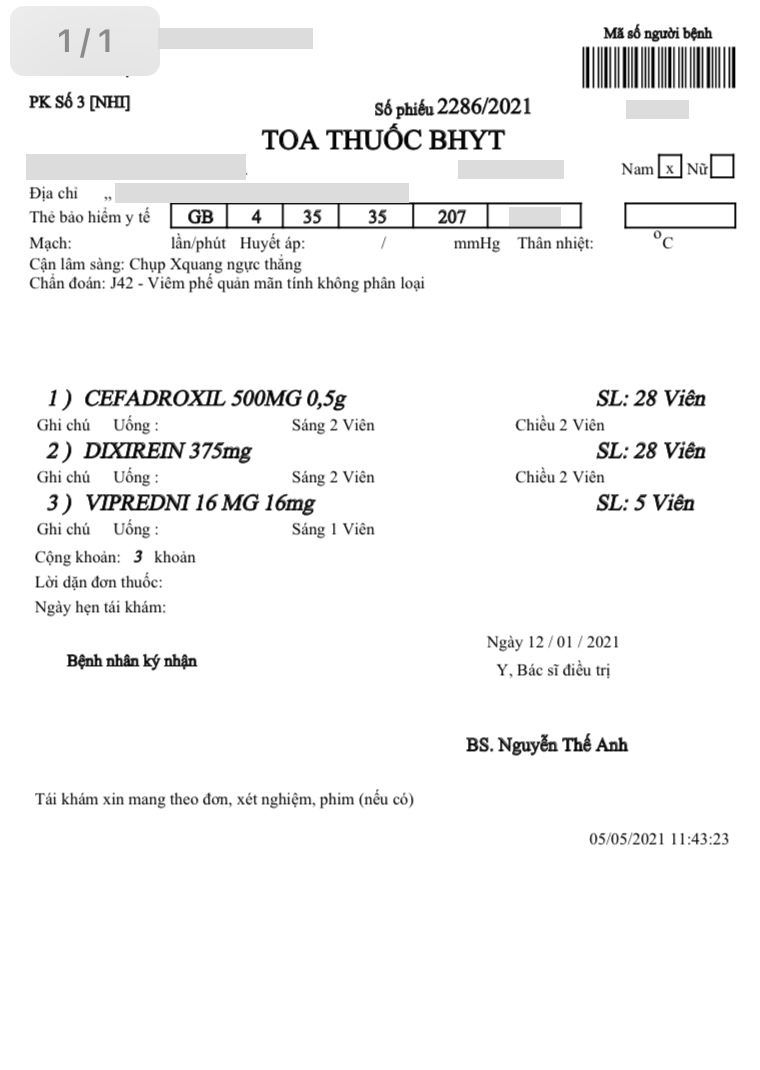 1/1
Mã số người bệnh
PK Số 3 [NHI]
Số phiếu 2286/2021
TOA THUỐC BHYT
Nam x Nữ
Địa chỉ ,,
Thẻ bảo hiểm y tế GB 4 35 35 207
Mạch: lần/phút Huyết áp: / mmHg Thân nhiệt: °C
Cận lâm sàng: Chụp Xquang ngực thẳng
Chẩn đoán: J42 - Viêm phế quản mãn tính không phân loại
1 ) CEFADROXIL 500MG 0,5g SL: 28 Viên
Ghi chú Uống : Sáng 2 Viên Chiều 2 Viên
2 ) DIXIREIN 375mg SL: 28 Viên
Ghi chú Uống : Sáng 2 Viên Chiều 2 Viên
3 ) VIPREDNI 16 MG 16mg SL: 5 Viên
Ghi chú Uống : Sáng 1 Viên
Cộng khoản: 3 khoản
Lời dặn đơn thuốc:
Ngày hẹn tái khám:
Ngày 12 / 01 / 2021
Bệnh nhân ký nhận
Y, Bác sĩ điều trị
BS. Nguyễn Thế Anh
Tái khám xin mang theo đơn, xét nghiệm, phim (nếu có)
05/05/2021 11:43:23